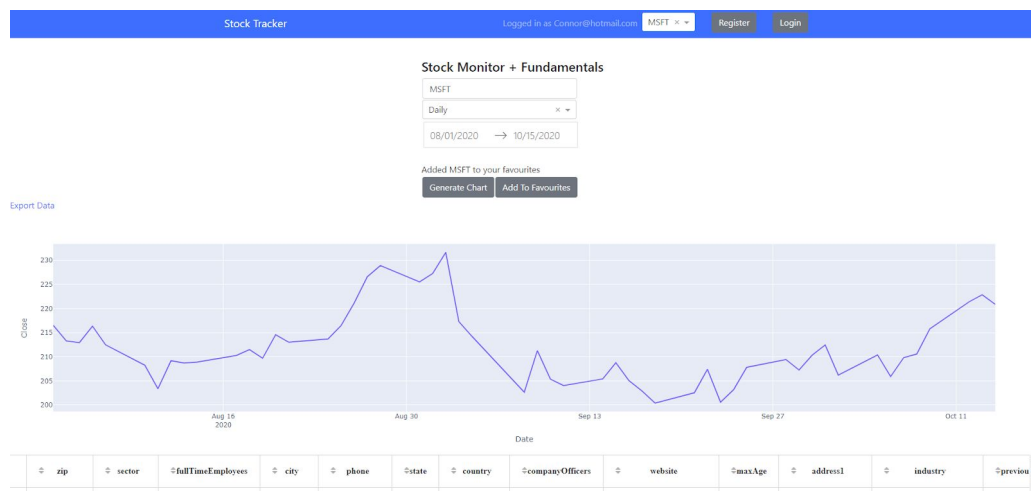 Stock Tracker Logged in as Connor@hotmail.com MSFT × Register Login
Stock Monitor + Fundamentals
MSFT
Daily ×
08/01/2020 → 10/15/2020
Added MSFT to your favourites
Generate Chart Add To Favourites
Export Data
230
225
220
215
210
205
200
Close
Aug 16 Aug 30 Sep 13 Sep 27 Oct 11
2020
Date
zip sector fullTimeEmployees city phone state country companyOfficers website maxAge address1 industry previou